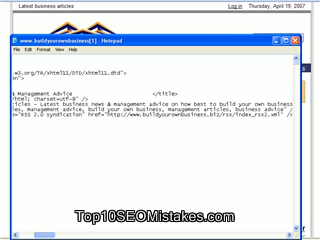 Latest business articles
Log in Thursday, April 19, 2007
www.buildyourownbusiness[1] - Notepad
File Edit Format View Help
.w3.org/TR/xhtml11/DTD/xhtml11.dtd">
en">
& Management Advice </title>
/html; charset=utf-8" />
ticles - Latest business news & management advice on how best to build your own business
management advice, build your own business, management articles, business advice" /
="RSS 2.0 syndication" href="http://www.buildyourownbusiness.biz/rss/index_rss2.xml" />
Top10SEOMistakes.com